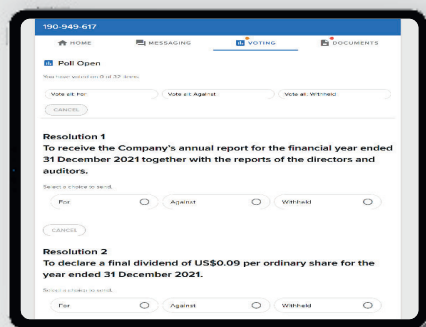 190-949-617
HOME MESSAGING VOTING DOCUMENTS
Poll Open
You have voted on 0 of 32 items
Vote all: For Vote all: Against Vote all: Withheld
CANCEL
Resolution 1
To receive the Company's annual report for the financial year ended
31 December 2021 together with the reports of the directors and
auditors.
Select a choice to send.
For Against Withheld
CANCEL
Resolution 2
To declare a final dividend of US$0.09 per ordinary share for the
year ended 31 December 2021.
Select a choice to send.
For Against Withheld